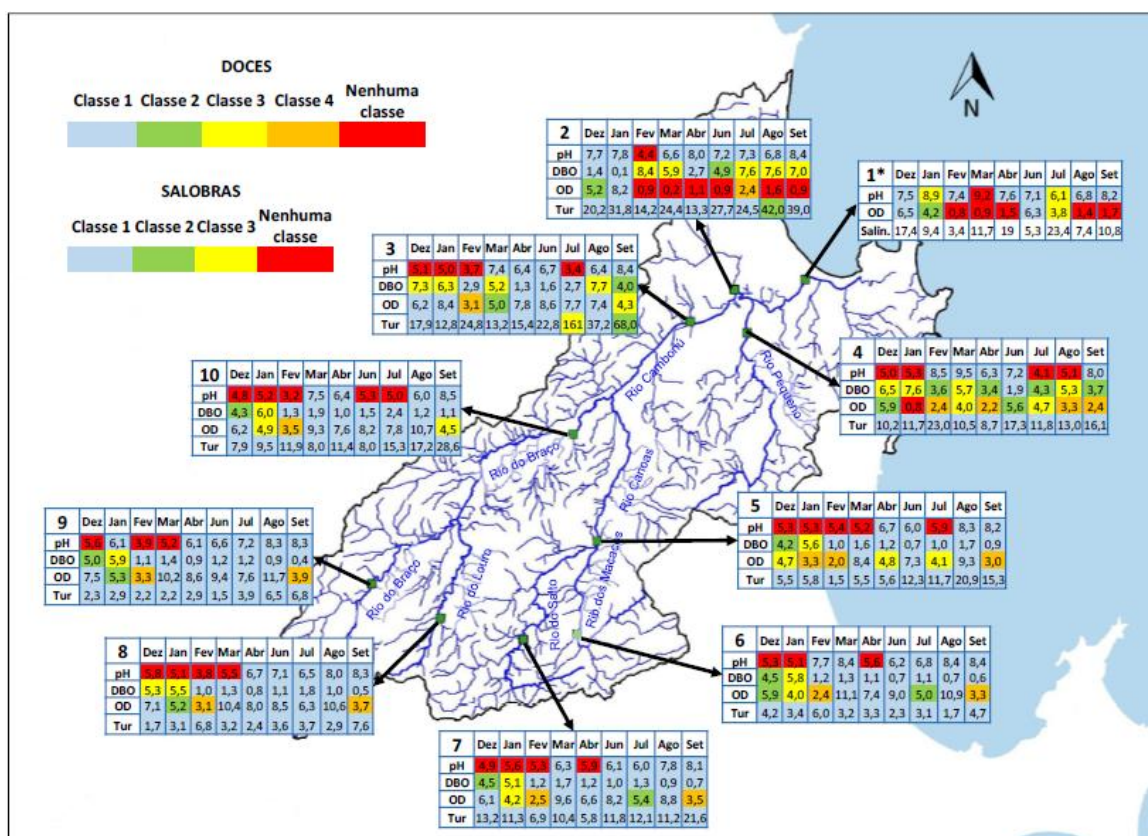 DOCES
Classe 1 Classe 2 Classe 3 Classe 4 Nenhuma classe
SALOBRAS
Classe 1 Classe 2 Classe 3 Nenhuma classe
N
2 Dez Jan Fev Mar Abr Jun Jul Ago Set
pH 7,7 7,8 4,4 6,6 8,0 7,2 7,3 6,8 8,4
DBO 1,4 0,1 8,4 5,9 2,7 4,9 7,6 7,6 7,0
OD 5,2 8,2 0,9 0,2 1,1 0,9 2,4 1,6 0,9
Tur 20,2 31,8 14,2 24,4 13,3 27,7 24,5 42,0 39,0
1* Dez Jan Fev Mar Abr Jun Jul Ago Set
pH 7,5 8,9 7,4 9,2 7,6 7,1 6,1 6,8 8,2
OD 6,5 4,2 0,8 0,9 1,5 6,3 3,8 1,4 1,7
Salin. 17,4 9,4 3,4 11,7 19 5,3 23,4 7,4 10,8
3 Dez Jan Fev Mar Abr Jun Jul Ago Set
pH 5,1 5,0 3,7 7,4 6,4 6,7 3,4 6,4 8,4
DBO 7,3 6,3 2,9 5,2 1,3 1,6 2,7 7,7 4,0
OD 6,2 8,4 3,1 5,0 7,8 8,6 7,7 7,4 4,3
Tur 17,9 12,8 24,8 13,2 15,4 22,8 161 37,2 68,0
4 Dez Jan Fev Mar Abr Jun Jul Ago Set
pH 5,0 5,3 8,5 9,5 6,3 7,2 4,1 5,1 8,0
DBO 6,5 7,6 3,6 5,7 3,4 1,9 4,3 5,3 3,7
OD 5,9 0,8 2,4 4,0 2,2 5,6 4,7 3,3 2,4
Tur 10,2 11,7 23,0 10,5 8,7 17,3 11,8 13,0 16,1
10 Dez Jan Fev Mar Abr Jun Jul Ago Set
pH 4,8 5,2 3,2 7,5 6,4 5,3 5,0 6,0 8,5
DBO 4,3 6,0 1,3 1,9 1,0 1,5 2,4 1,2 1,1
OD 6,2 4,9 3,5 9,3 7,6 8,2 7,8 10,7 4,5
Tur 7,9 9,5 11,9 8,0 11,4 8,0 15,3 17,2 28,6
Rio Camboriú
Rio Pequeno
Rio do Braço
Rio Canoas
5 Dez Jan Fev Mar Abr Jun Jul Ago Set
pH 5,3 5,3 5,4 5,2 6,7 6,0 5,9 8,3 8,2
DBO 4,2 5,6 1,0 1,6 1,2 0,7 1,0 1,7 0,9
OD 4,7 3,3 2,0 8,4 4,8 7,3 4,1 9,3 3,0
Tur 5,5 5,8 1,5 5,5 5,6 12,3 11,7 20,9 15,3
9 Dez Jan Fev Mar Abr Jun Jul Ago Set
pH 5,6 6,1 3,9 5,2 6,1 6,6 7,2 8,3 8,3
DBO 5,0 5,9 1,1 1,4 0,9 1,2 1,2 0,9 0,4
OD 7,5 5,3 3,3 10,2 8,6 9,4 7,6 11,7 3,9
Tur 2,3 2,9 2,2 2,2 2,9 1,5 3,9 6,5 6,8
Rio do Braço
Rio do Louro
Rio do Salto
Rib dos Macacos
8 Dez Jan Fev Mar Abr Jun Jul Ago Set
pH 5,8 5,1 3,8 5,5 6,7 7,1 6,5 8,0 8,3
DBO 5,3 5,5 1,0 1,3 0,8 1,1 1,8 1,0 0,5
OD 7,1 5,2 3,1 10,4 8,0 8,5 6,3 10,6 3,7
Tur 1,7 3,1 6,8 3,2 2,4 3,6 3,7 2,9 7,6
6 Dez Jan Fev Mar Abr Jun Jul Ago Set
pH 5,3 5,1 7,7 8,4 5,6 6,2 6,8 8,4 8,4
DBO 4,5 5,8 1,2 1,3 1,1 0,7 1,1 0,7 0,6
OD 5,9 4,0 2,4 11,1 7,4 9,0 5,0 10,9 3,3
Tur 4,2 3,4 6,0 3,2 3,3 2,3 3,1 1,7 4,7
7 Dez Jan Fev Mar Abr Jun Jul Ago Set
pH 4,9 5,6 5,3 6,3 5,9 6,1 6,0 7,8 8,1
DBO 4,5 5,1 1,2 1,7 1,2 1,0 1,3 0,9 0,7
OD 6,1 4,2 2,5 9,6 6,6 8,2 5,4 8,8 3,5
Tur 13,2 11,3 6,9 10,4 5,8 11,8 12,1 11,2 21,6